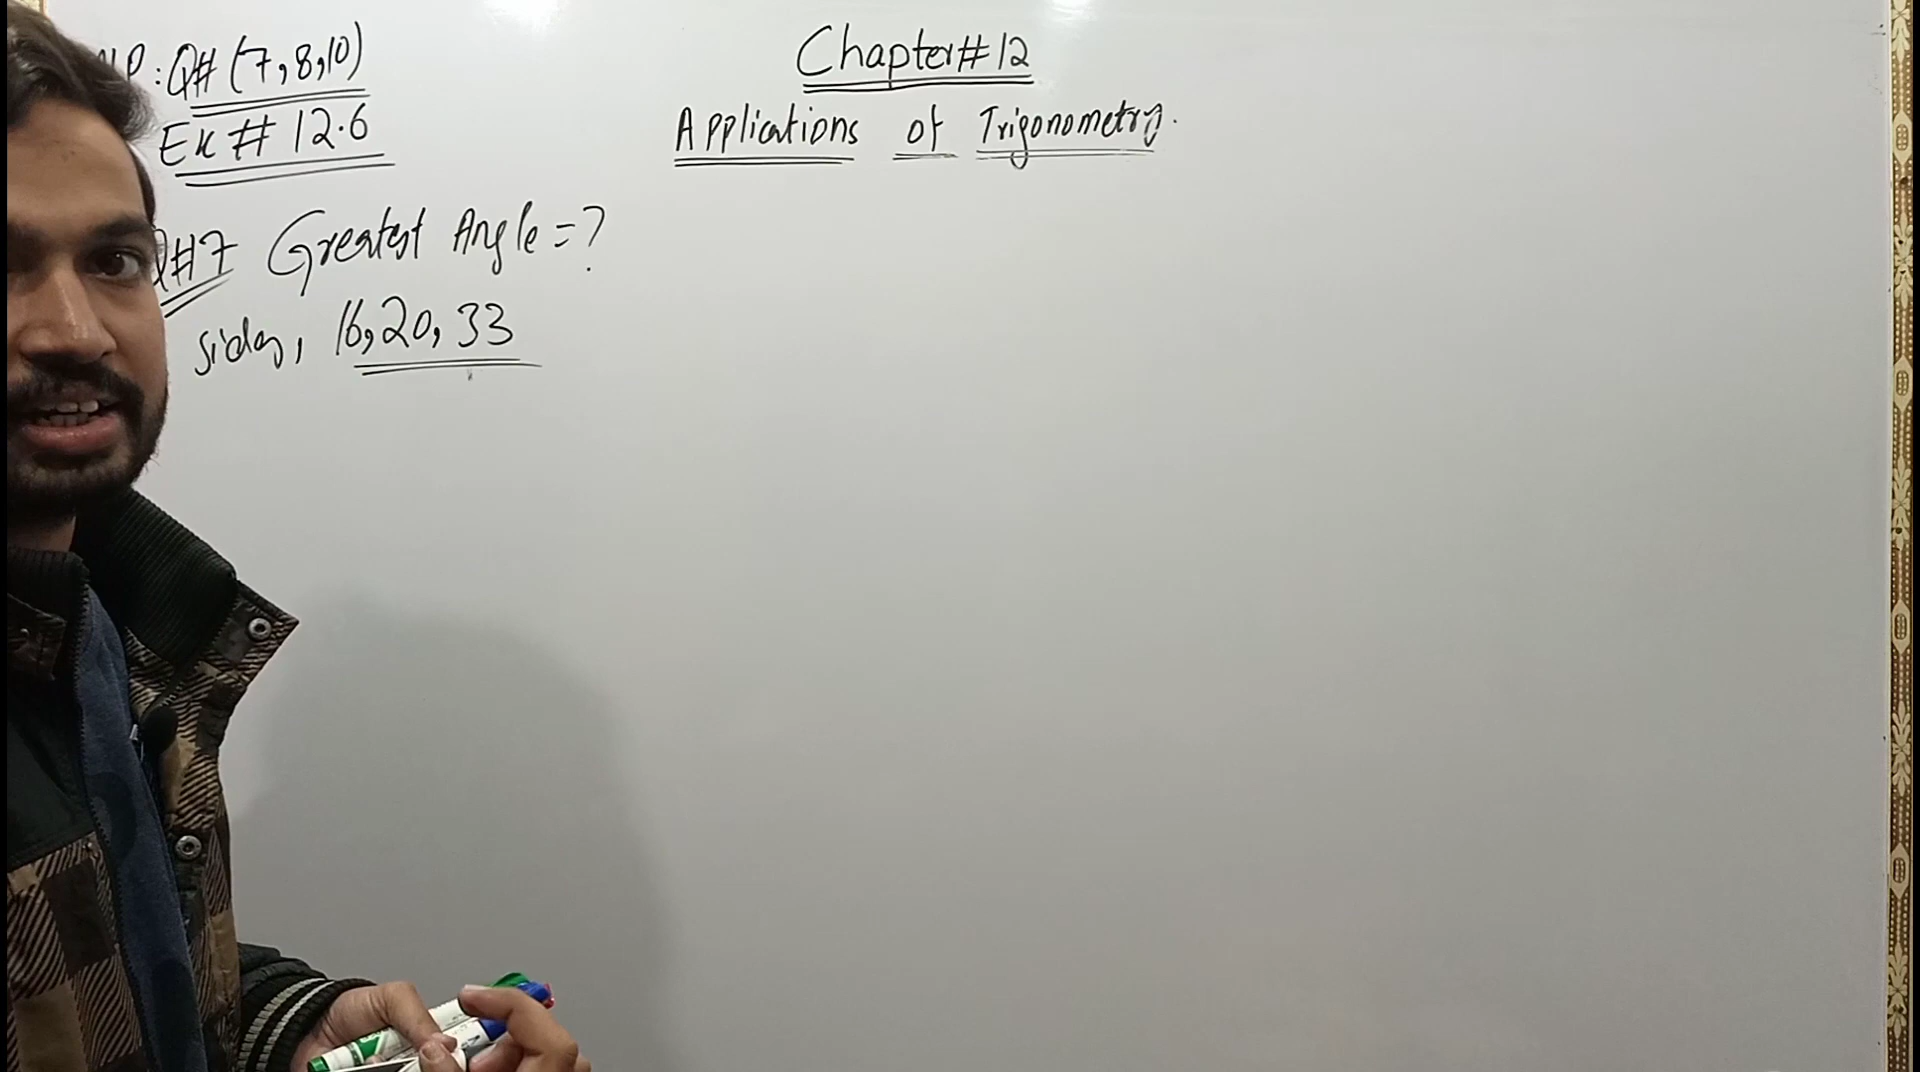 : Q# (7,8,10)
Ex # 12.6
Chapter # 12
Applications of Trigonometry.
Q#7 Greatest Angle = ?
sides, 16, 20, 33